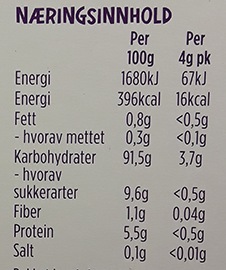 NÆRINGSINNHOLD
Per Per
100g 4g pk
Energi 1680kJ 67kJ
Energi 396kcal 16kcal
Fett 0,8g <0,5g
- hvorav mettet 0,3g <0,1g
Karbohydrater 91,5g 3,7g
- hvorav
sukkerarter 9,6g <0,5g
Fiber 1,1g 0,04g
Protein 5,5g <0,5g
Salt 0,1g <0,01g